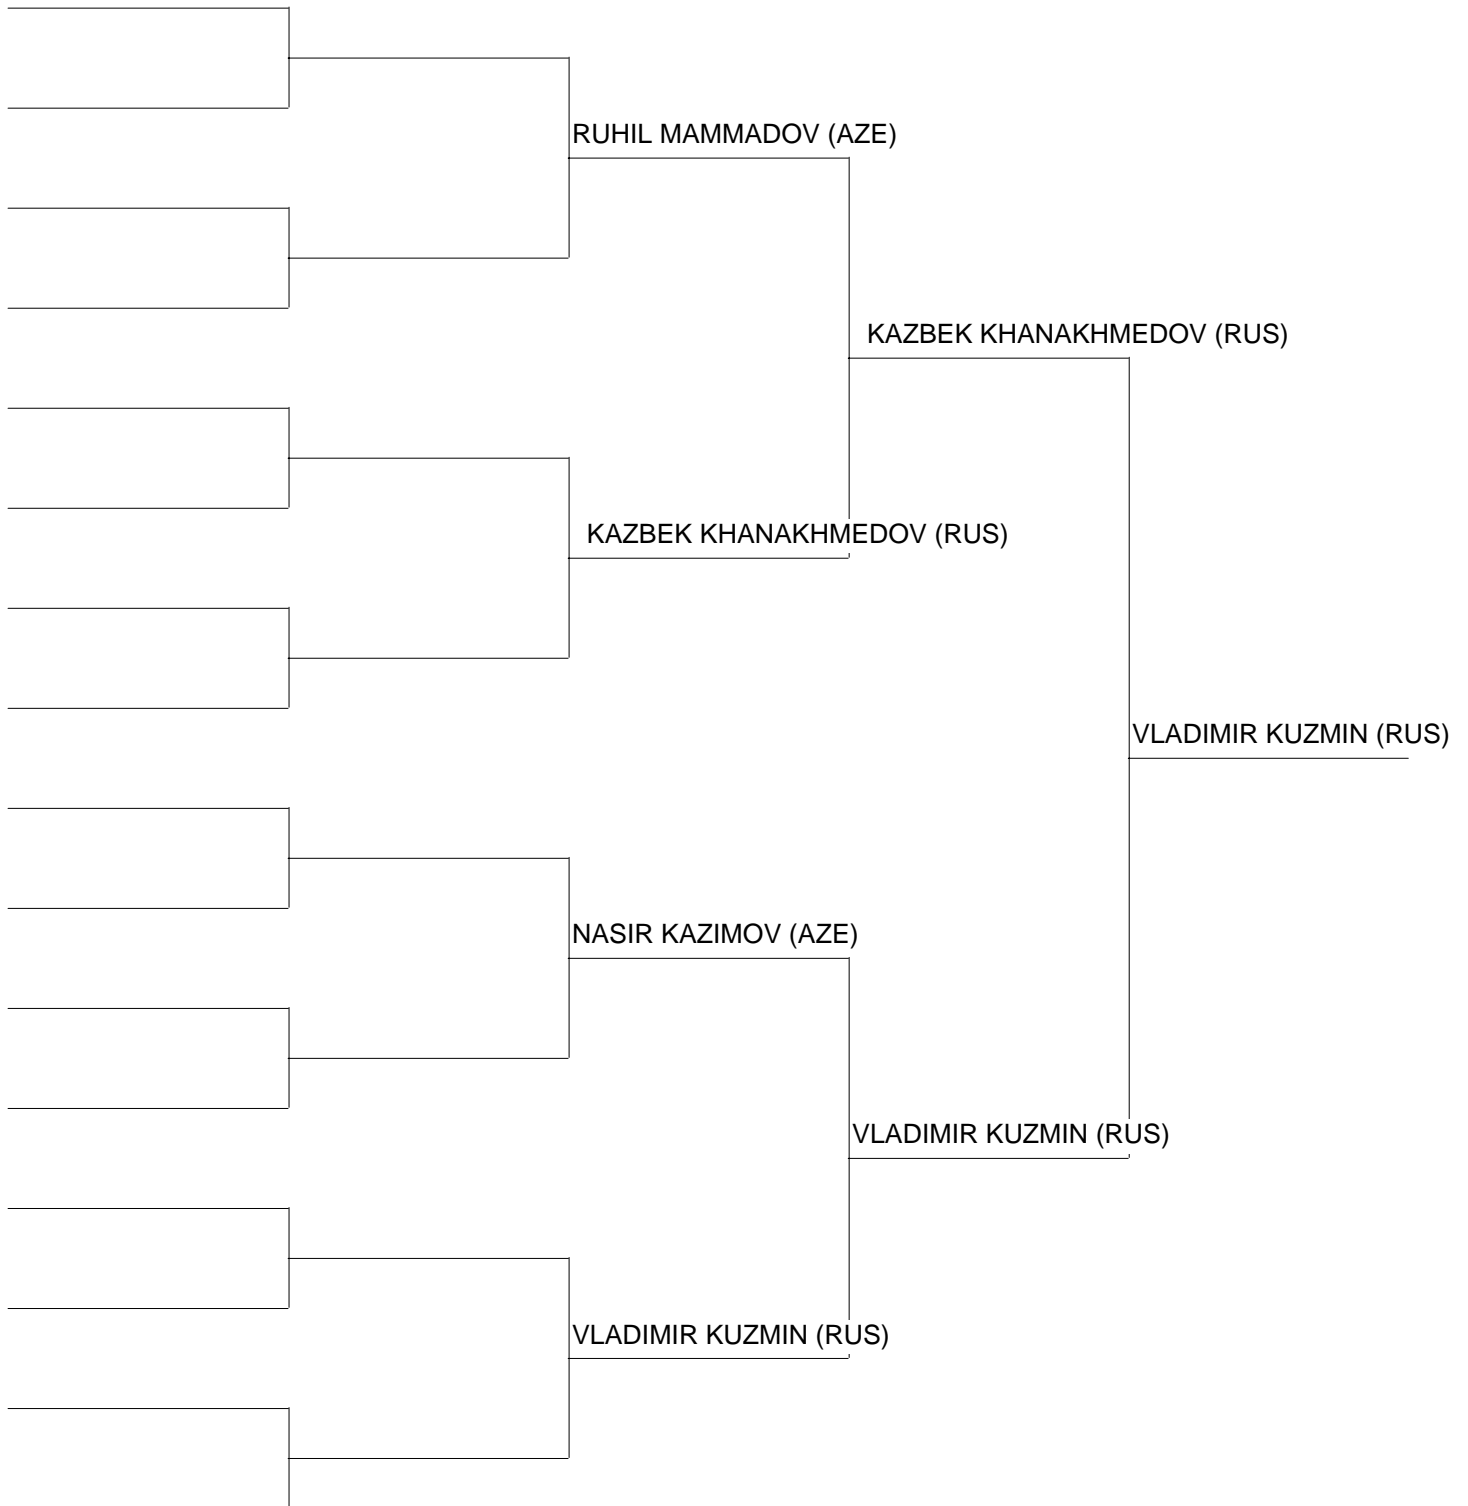 RUHIL MAMMADOV (AZE)
KAZBEK KHANAKHMEDOV (RUS)
KAZBEK KHANAKHMEDOV (RUS)
VLADIMIR KUZMIN (RUS)
NASIR KAZIMOV (AZE)
VLADIMIR KUZMIN (RUS)
VLADIMIR KUZMIN (RUS)